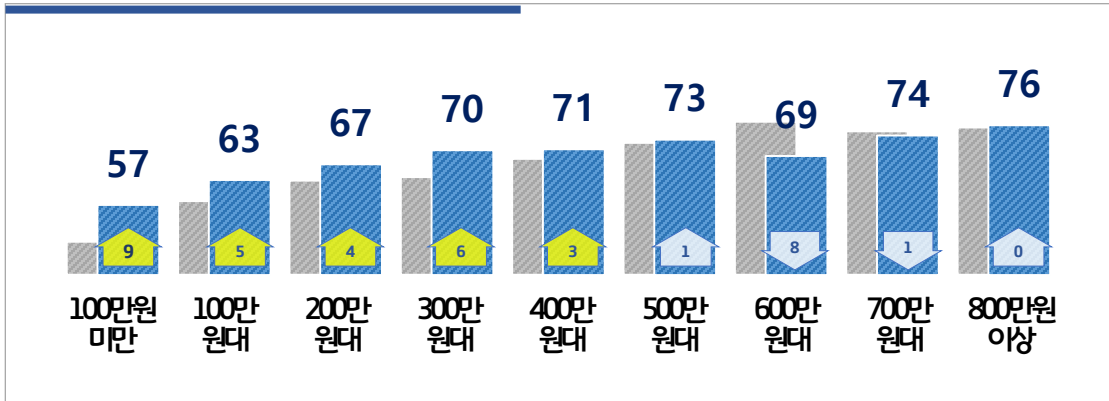 57 63 67 70 71 73 69 74 76
9 5 4 6 3 1 8 1 0
100만원 100만 200만 300만 400만 500만 600만 700만 800만원
미만 원대 원대 원대 원대 원대 원대 원대 이상